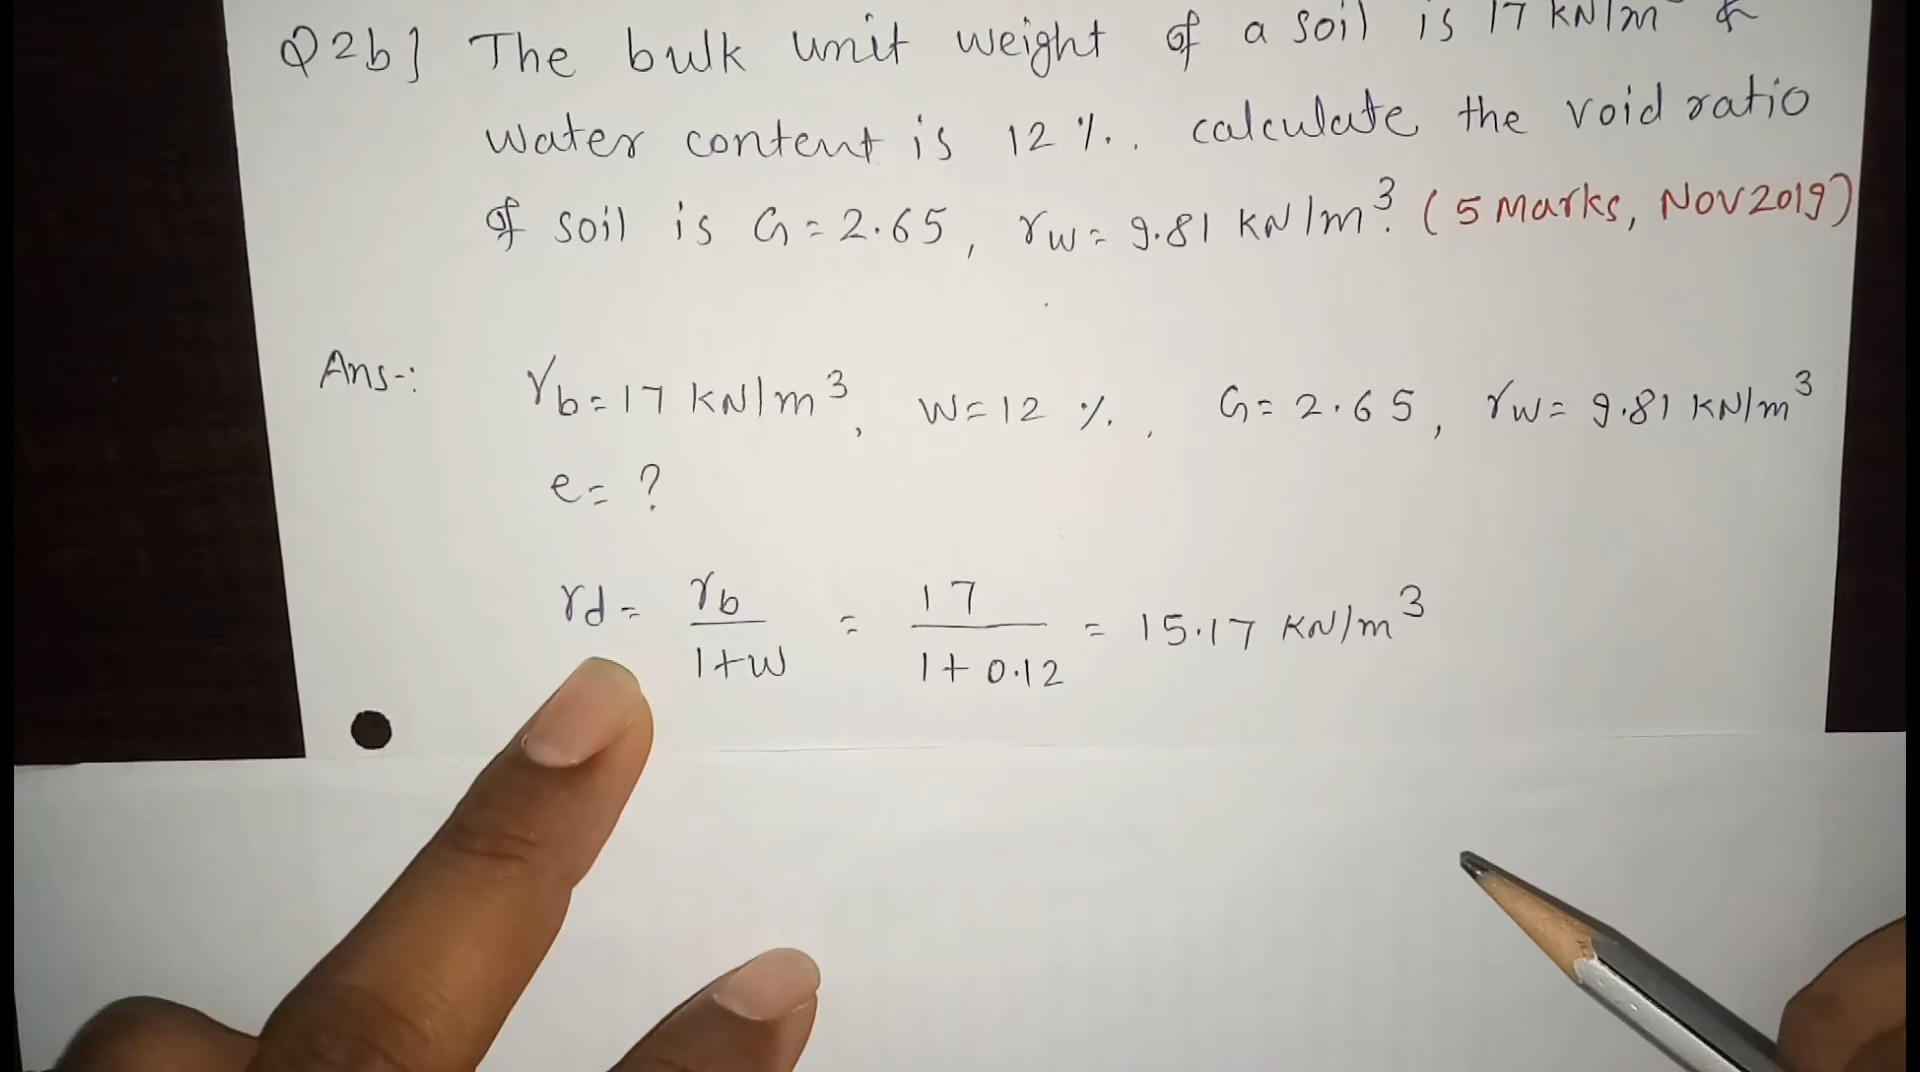 Q2b] The bulk unit weight of a soil is 17 kN/m &
water content is 12 %. calculate the void ratio
of soil is G = 2.65, γw = 9.81 kN/m³. (5 Marks, Nov 2019)
Ans-: γb = 17 kN/m³, w = 12 %, G = 2.65, γw = 9.81 kN/m³
e = ?
γd = γb / 1+w = 17 / 1+0.12 = 15.17 kN/m³